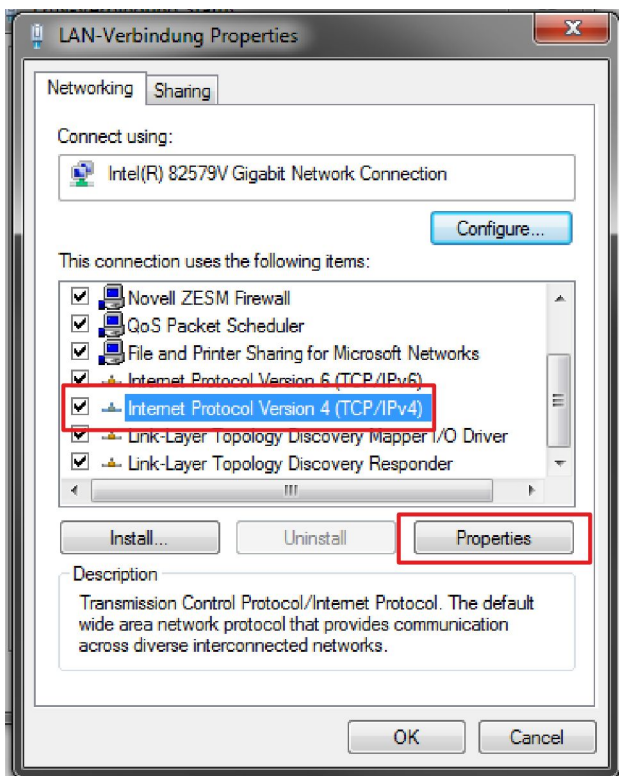 LAN-Verbindung Properties
Networking
Sharing
Connect using:
Intel(R) 82579V Gigabit Network Connection
Configure...
This connection uses the following items:
Novell ZESM Firewall
QoS Packet Scheduler
File and Printer Sharing for Microsoft Networks
Internet Protocol Version 6 (TCP/IPv6)
Internet Protocol Version 4 (TCP/IPv4)
Link-Layer Topology Discovery Mapper I/O Driver
Link-Layer Topology Discovery Responder
Install...
Uninstall
Properties
Description
Transmission Control Protocol/Internet Protocol. The default
wide area network protocol that provides communication
across diverse interconnected networks.
OK
Cancel